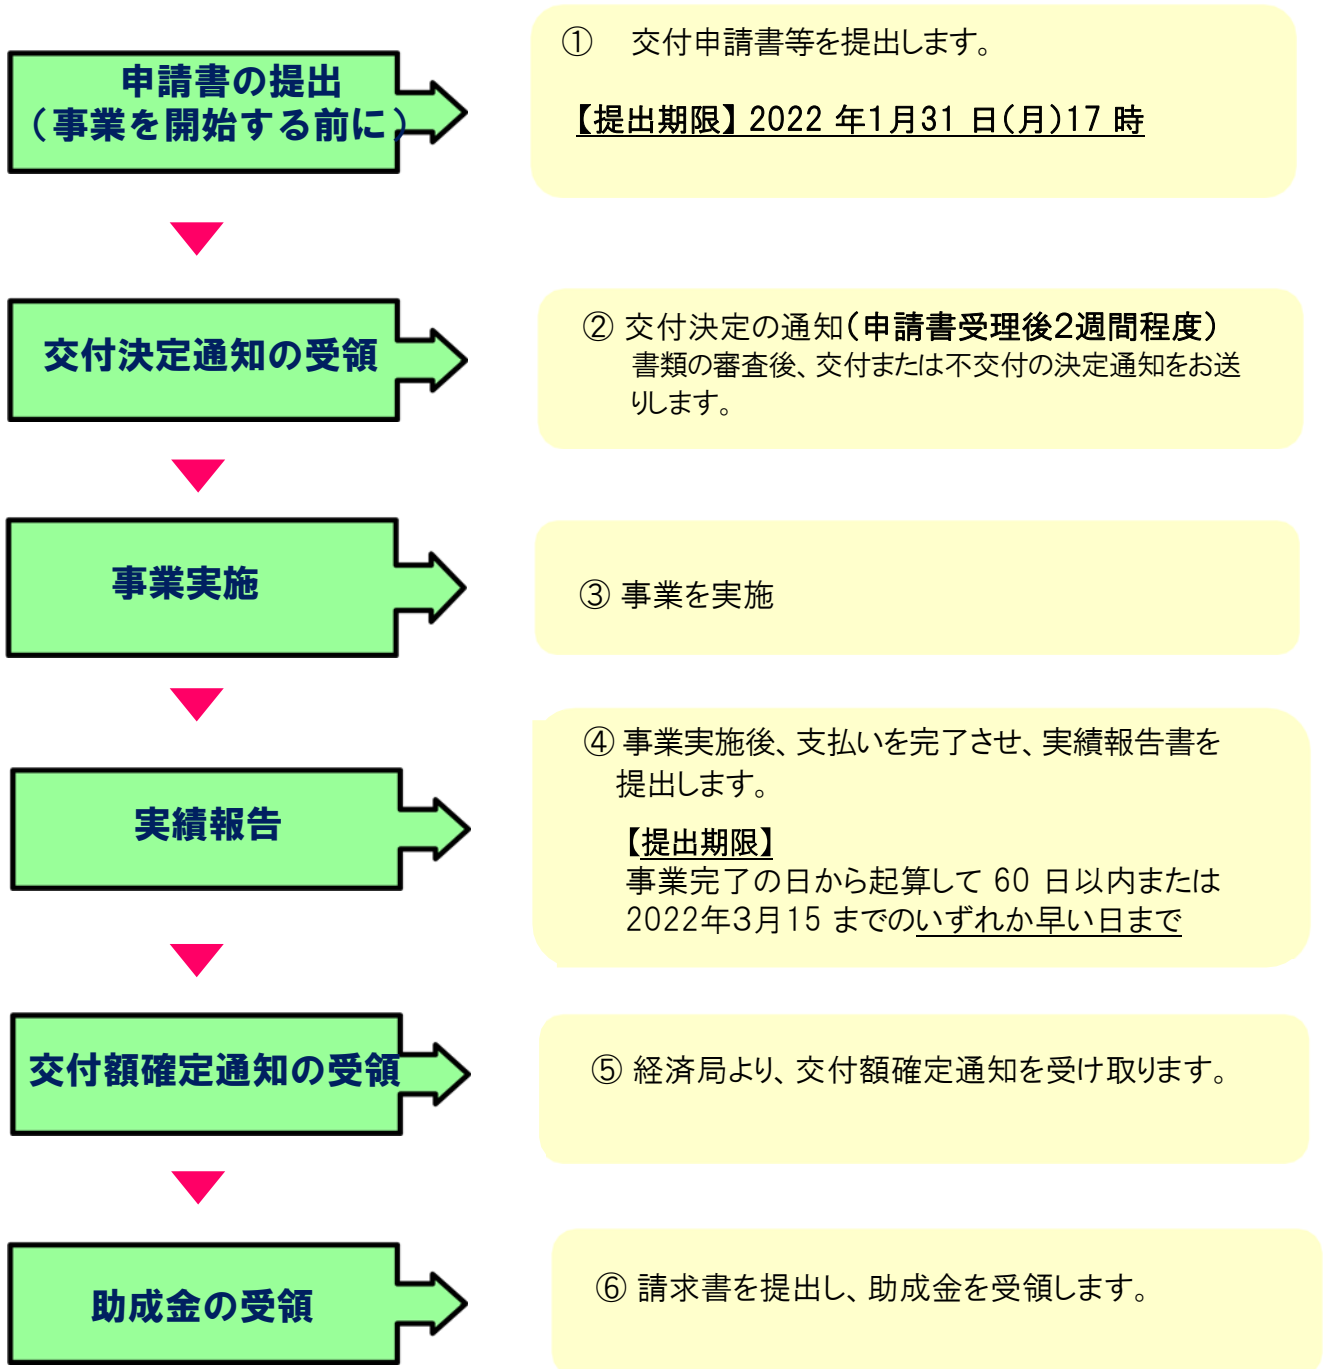 申請書の提出
（事業を開始する前に）
① 交付申請書等を提出します。
【提出期限】 2022 年1月31 日(月)17 時
交付決定通知の受領
② 交付決定の通知(申請書受理後2週間程度)
書類の審査後、交付または不交付の決定通知をお送
りします。
事業実施
③ 事業を実施
実績報告
④ 事業実施後、支払いを完了させ、実績報告書を
提出します。
【提出期限】
事業完了の日から起算して 60 日以内または
2022年3月15 までのいずれか早い日まで
交付額確定通知の受領
⑤ 経済局より、交付額確定通知を受け取ります。
助成金の受領
⑥ 請求書を提出し、助成金を受領します。